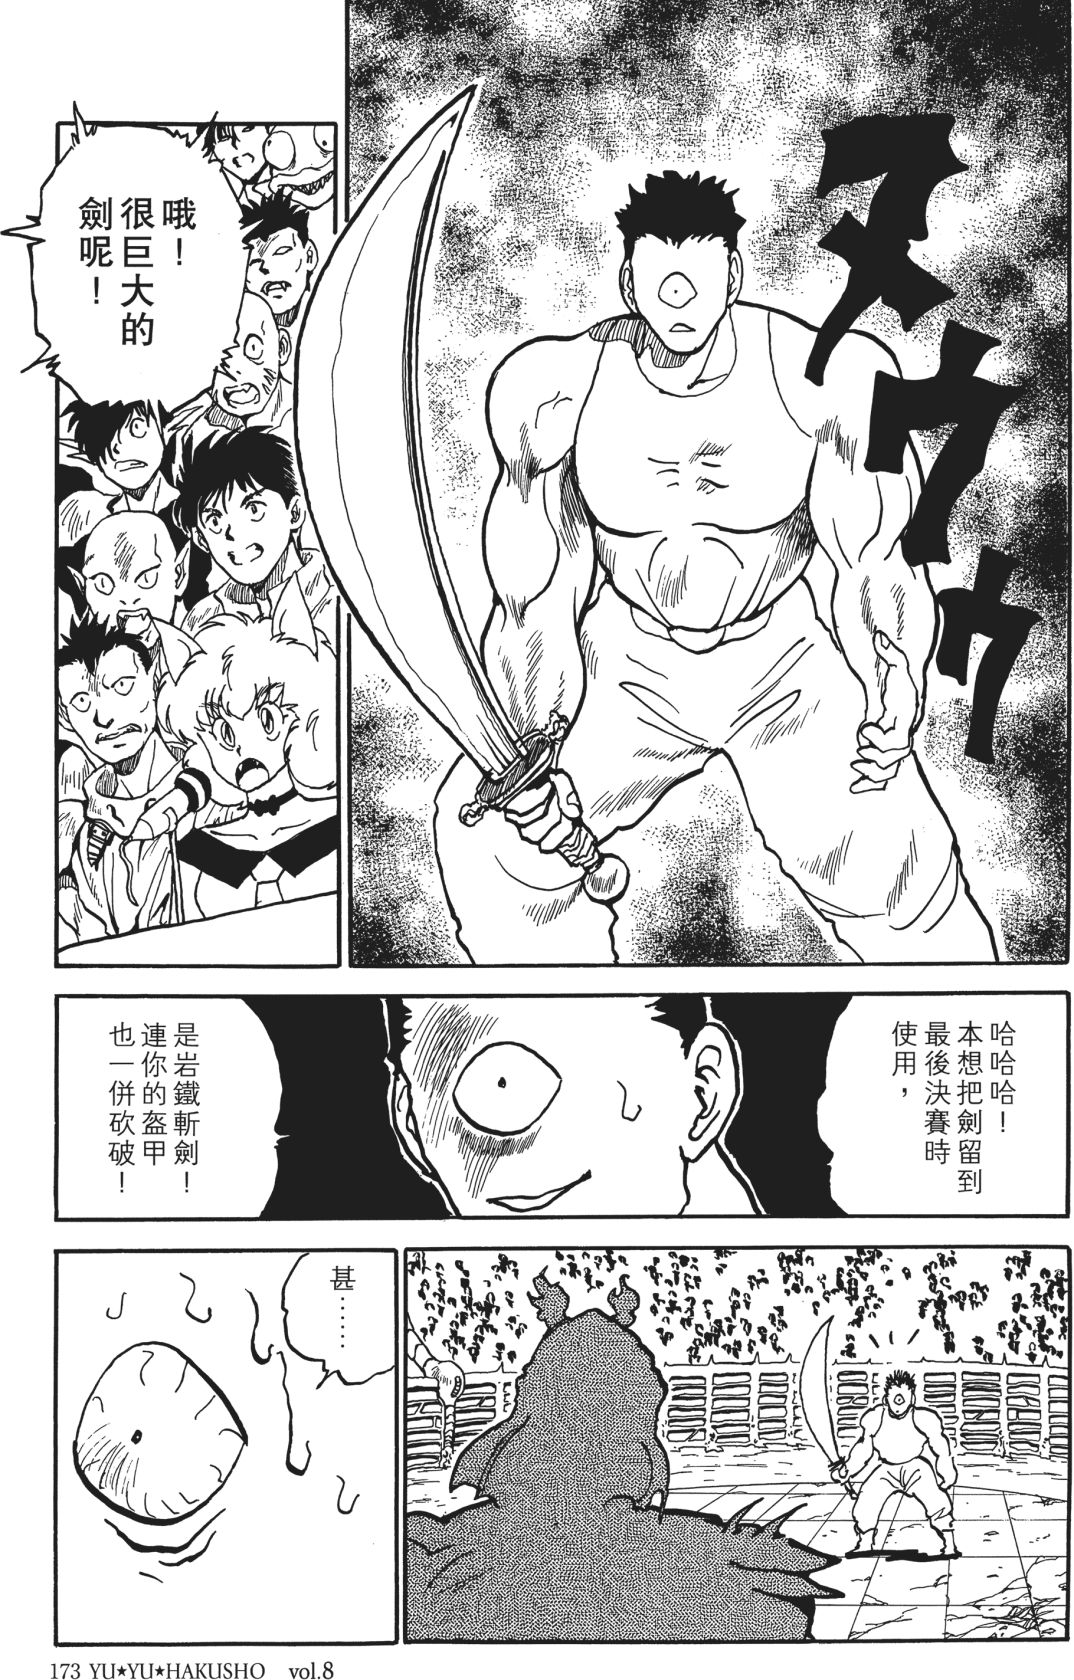 ズウウウ
哦！
很巨大的
劍呢！
哈哈哈！
本想把劍留到
最後決賽時
使用，
是岩鐵斬劍！
連你的盔甲
也一併砍破！
甚……
173 YU★YU★HAKUSHO vol.8